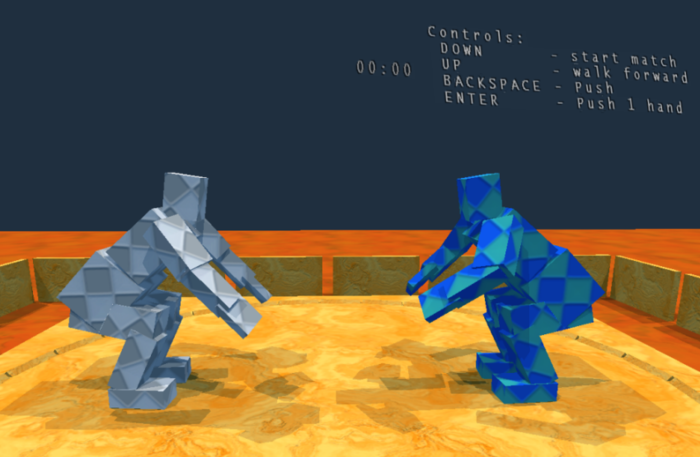 Controls:
00:00
DOWN - start match
UP - walk forward
BACKSPACE - Push
ENTER - Push 1 hand